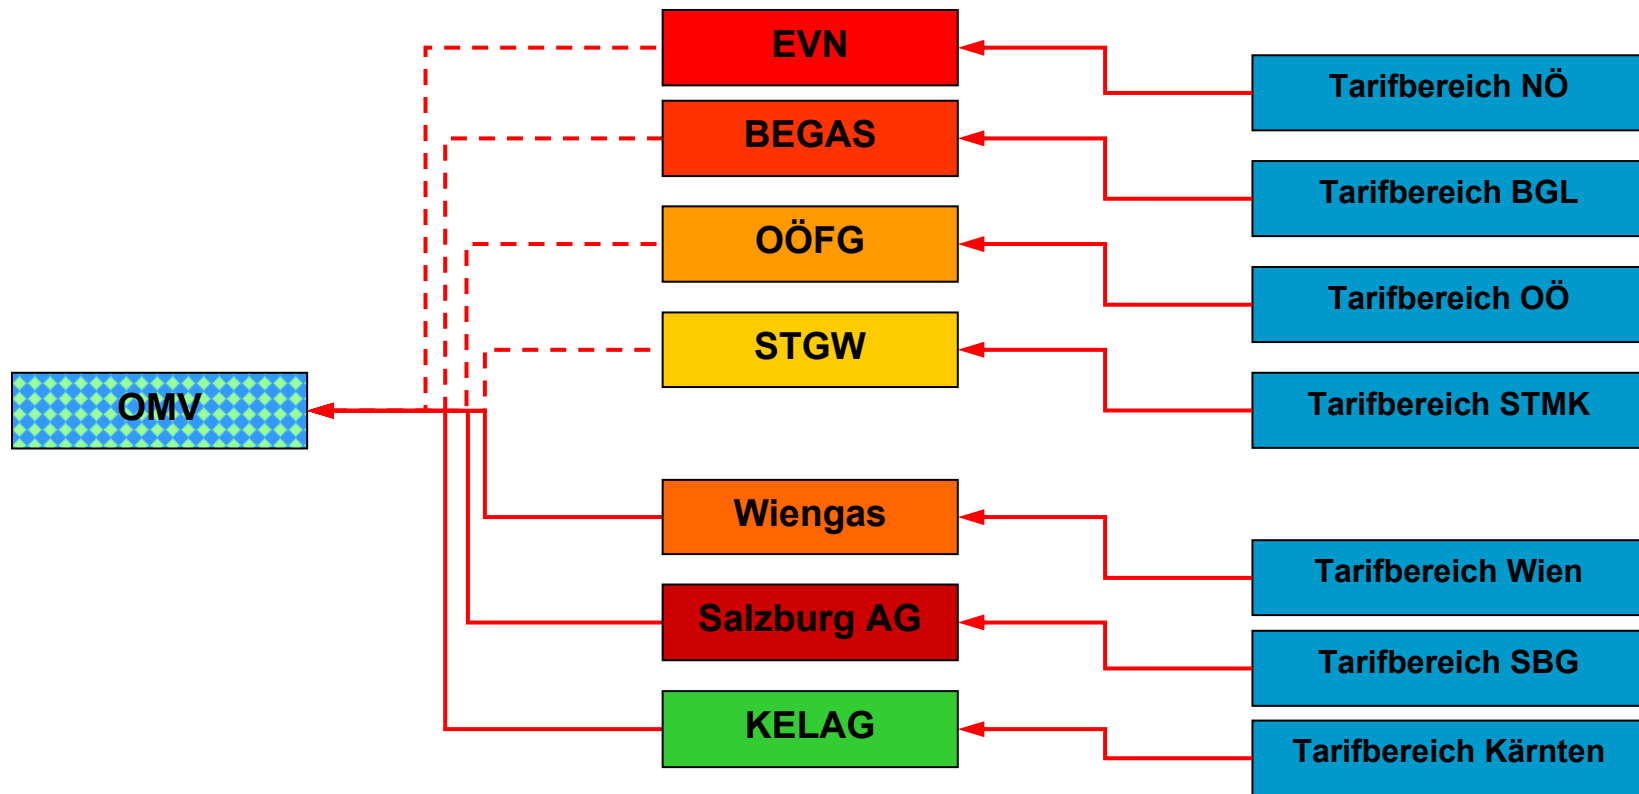 EVN
Tarifbereich NÖ
BEGAS
Tarifbereich BGL
OÖFG
Tarifbereich OÖ
STGW
Tarifbereich STMK
OMV
Wiengas
Tarifbereich Wien
Salzburg AG
Tarifbereich SBG
KELAG
Tarifbereich Kärnten